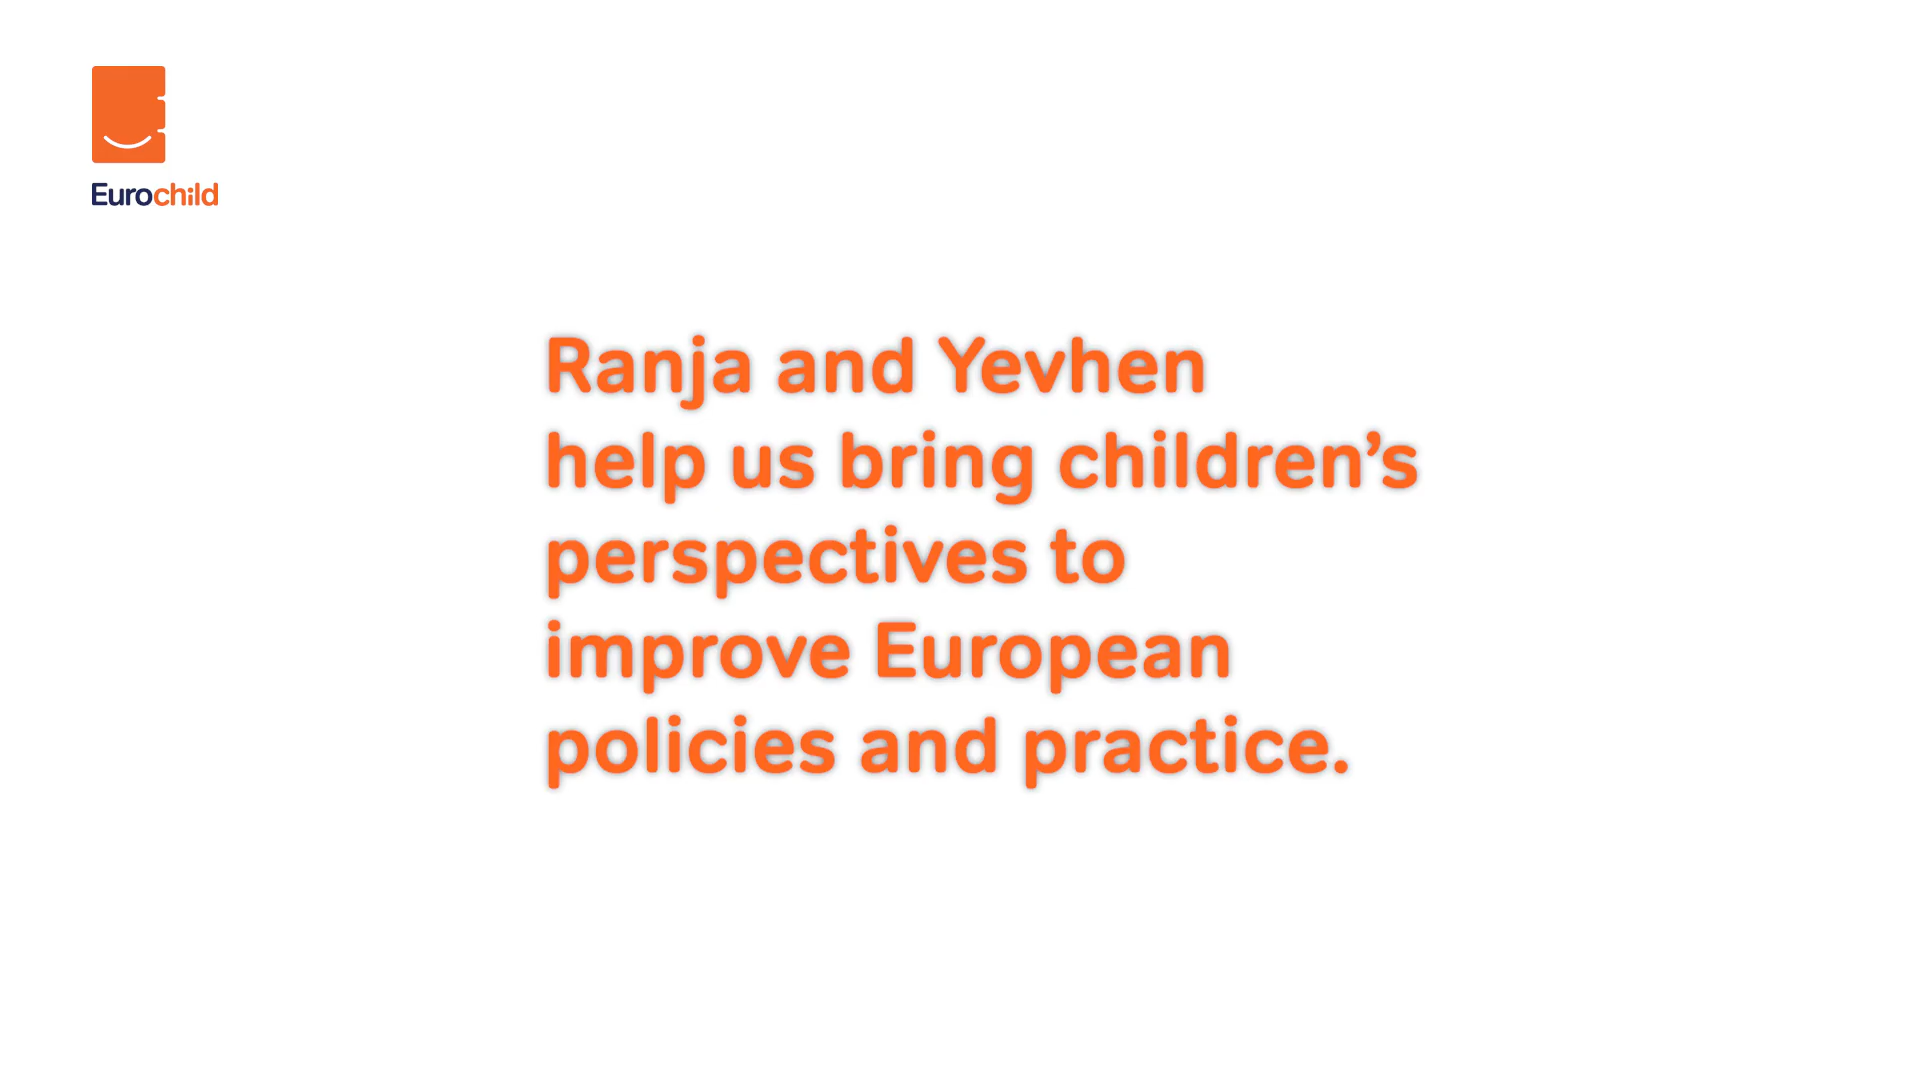 Eurochild
Ranja and Yevhen
help us bring children’s
perspectives to
improve European
policies and practice.